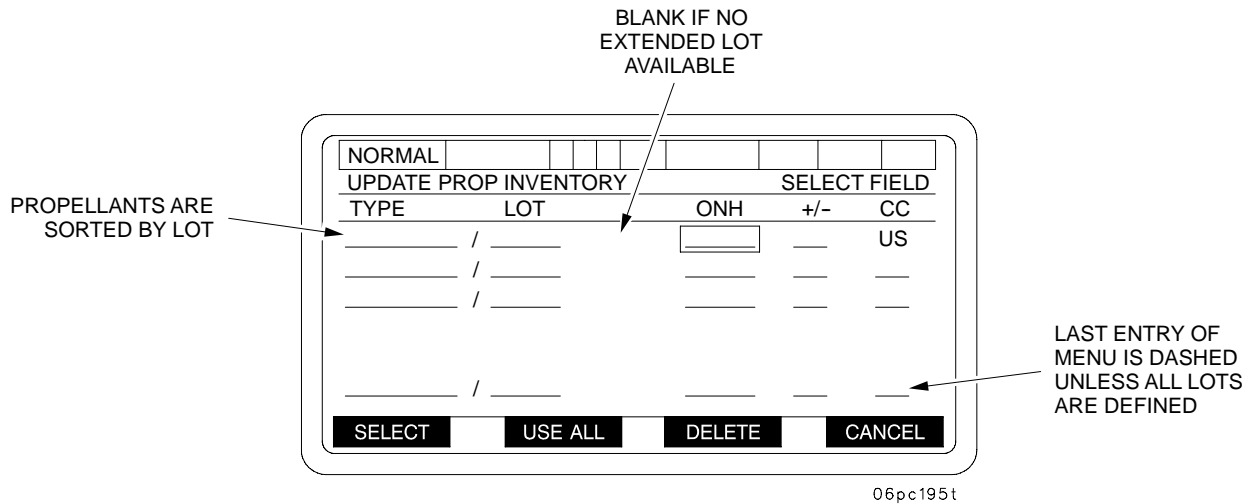 BLANK IF NO
EXTENDED LOT
AVAILABLE
NORMAL
UPDATE PROP INVENTORY SELECT FIELD
TYPE LOT ONH +/- CC
PROPELLANTS ARE
SORTED BY LOT
/ US
/
/
LAST ENTRY OF
MENU IS DASHED
UNLESS ALL LOTS
ARE DEFINED
/
SELECT USE ALL DELETE CANCEL
06pc195t